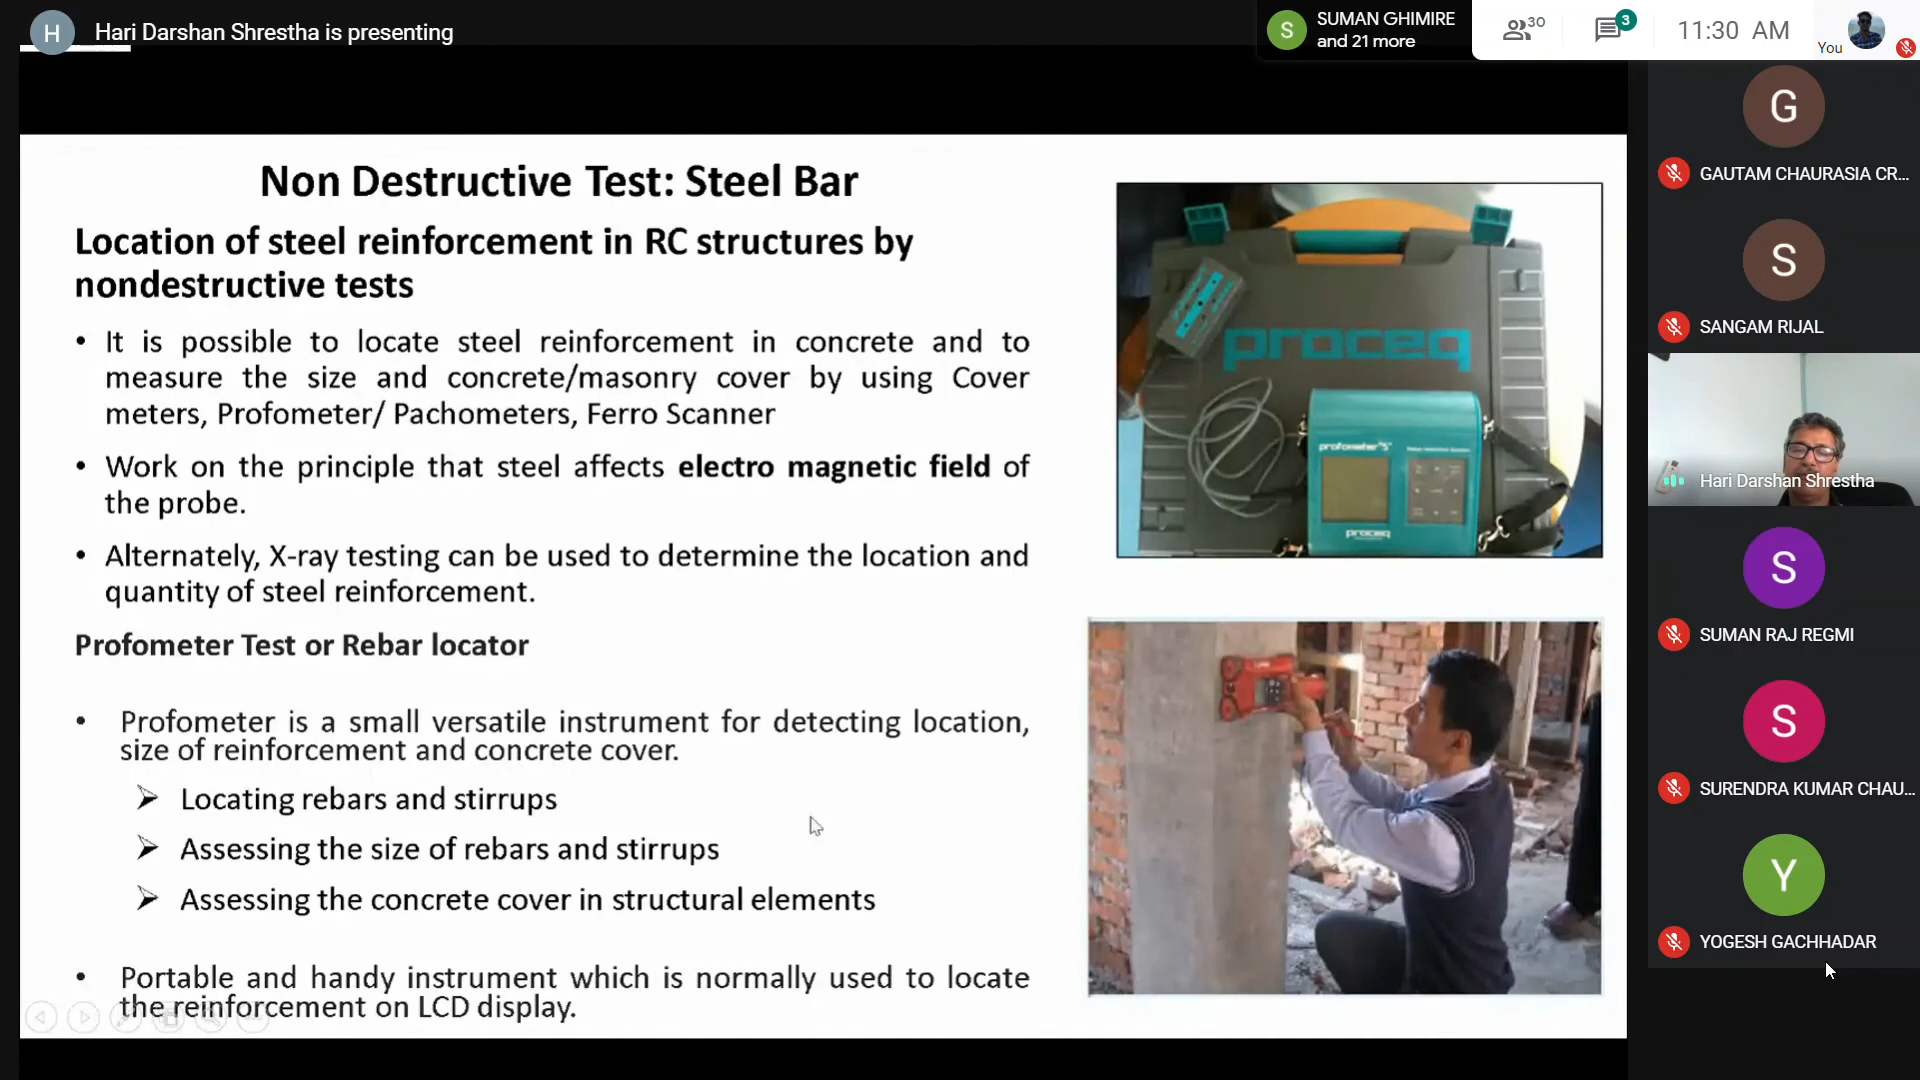 H
Hari Darshan Shrestha is presenting
S
SUMAN GHIMIRE
and 21 more
30
3
11:30 AM
You
Non Destructive Test: Steel Bar
Location of steel reinforcement in RC structures by
nondestructive tests
• It is possible to locate steel reinforcement in concrete and to
measure the size and concrete/masonry cover by using Cover
meters, Profometer/ Pachometers, Ferro Scanner
• Work on the principle that steel affects electro magnetic field of
the probe.
• Alternately, X-ray testing can be used to determine the location and
quantity of steel reinforcement.
Profometer Test or Rebar locator
• Profometer is a small versatile instrument for detecting location,
size of reinforcement and concrete cover.
➢ Locating rebars and stirrups
➢ Assessing the size of rebars and stirrups
➢ Assessing the concrete cover in structural elements
• Portable and handy instrument which is normally used to locate
the reinforcement on LCD display.
proceq
profometer 5
proceq
G
GAUTAM CHAURASIA CR...
S
SANGAM RIJAL
Hari Darshan Shrestha
S
SUMAN RAJ REGMI
S
SURENDRA KUMAR CHAU...
Y
YOGESH GACHHADAR